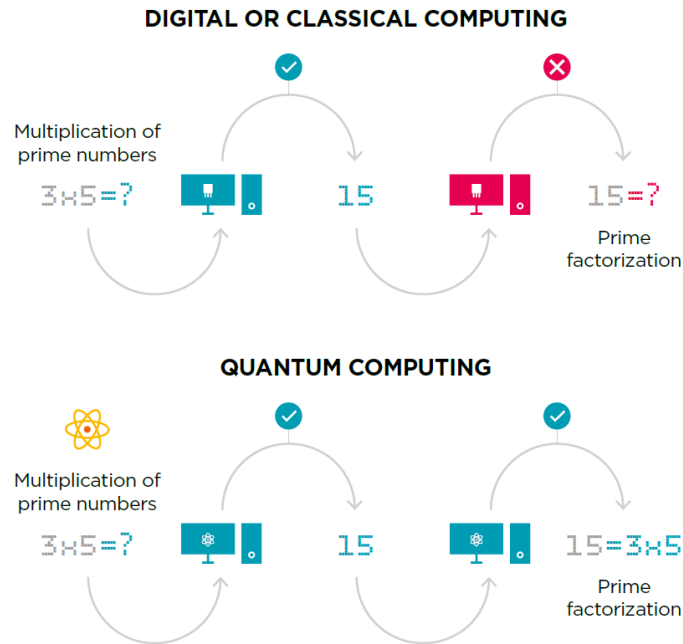 DIGITAL OR CLASSICAL COMPUTING
Multiplication of
prime numbers
3x5=?
15
15=?
Prime
factorization
QUANTUM COMPUTING
Multiplication of
prime numbers
3x5=?
15
15=3x5
Prime
factorization